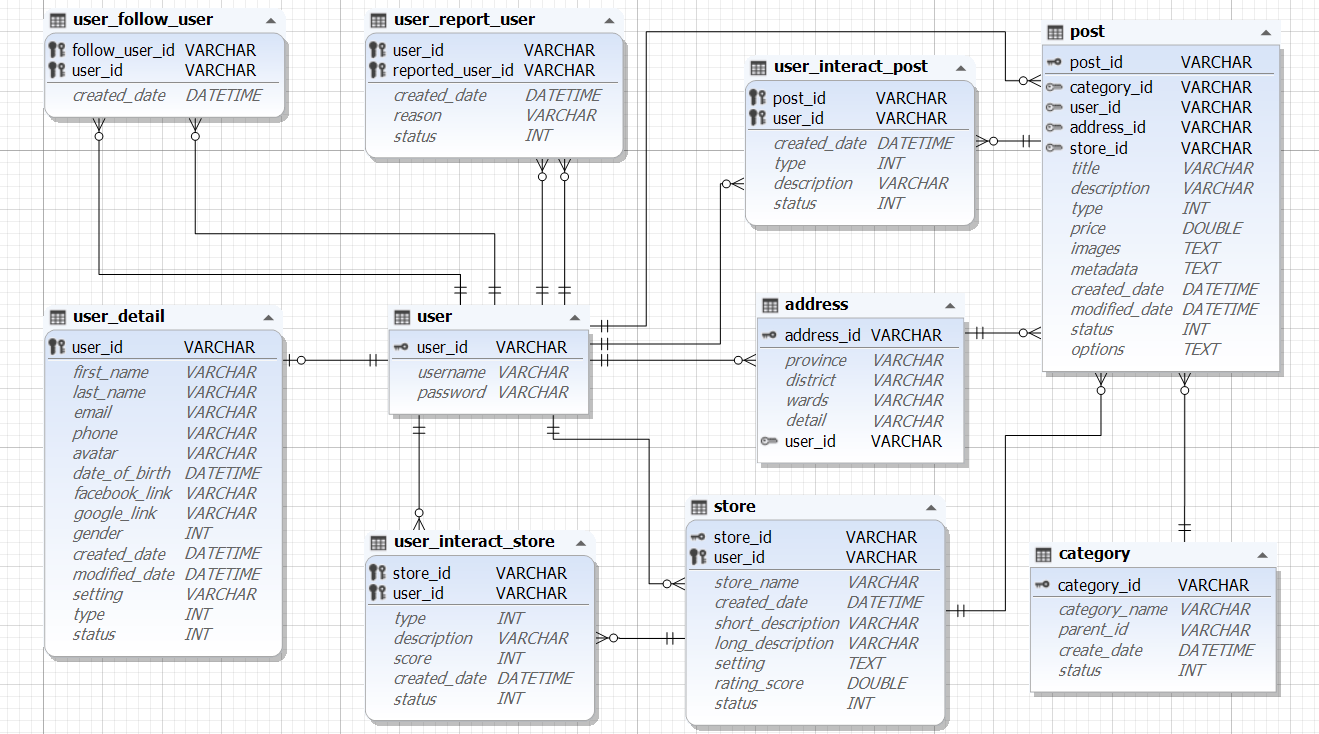 user_follow_user
follow_user_id VARCHAR
user_id VARCHAR
created_date DATETIME
user_report_user
user_id VARCHAR
reported_user_id VARCHAR
created_date DATETIME
reason VARCHAR
status INT
user_interact_post
post_id VARCHAR
user_id VARCHAR
created_date DATETIME
type INT
description VARCHAR
status INT
post
post_id VARCHAR
category_id VARCHAR
user_id VARCHAR
address_id VARCHAR
store_id VARCHAR
title VARCHAR
description VARCHAR
type INT
price DOUBLE
images TEXT
metadata TEXT
created_date DATETIME
modified_date DATETIME
status INT
options TEXT
user_detail
user_id VARCHAR
first_name VARCHAR
last_name VARCHAR
email VARCHAR
phone VARCHAR
avatar VARCHAR
date_of_birth DATETIME
facebook_link VARCHAR
google_link VARCHAR
gender INT
created_date DATETIME
modified_date DATETIME
setting VARCHAR
type INT
status INT
user
user_id VARCHAR
username VARCHAR
password VARCHAR
address
address_id VARCHAR
province VARCHAR
district VARCHAR
wards VARCHAR
detail VARCHAR
user_id VARCHAR
user_interact_store
store_id VARCHAR
user_id VARCHAR
type INT
description VARCHAR
score INT
created_date DATETIME
status INT
store
store_id VARCHAR
user_id VARCHAR
store_name VARCHAR
created_date DATETIME
short_description VARCHAR
long_description VARCHAR
setting TEXT
rating_score DOUBLE
status INT
category
category_id VARCHAR
category_name VARCHAR
parent_id VARCHAR
create_date DATETIME
status INT